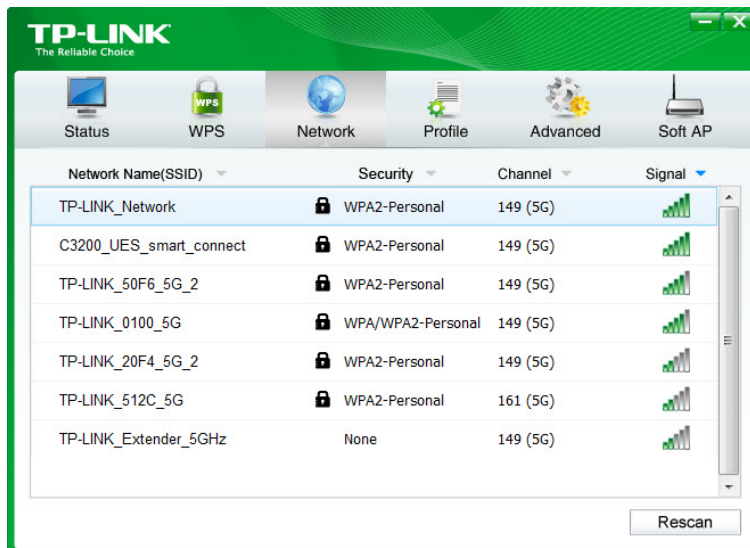 TP-LINK
The Reliable Choice
Status WPS WPS Network Profile Advanced Soft AP
Network Name(SSID) Security Channel Signal
TP-LINK_Network WPA2-Personal 149 (5G)
C3200_UES_smart_connect WPA2-Personal 149 (5G)
TP-LINK_50F6_5G_2 WPA2-Personal 149 (5G)
TP-LINK_0100_5G WPA/WPA2-Personal 149 (5G)
TP-LINK_20F4_5G_2 WPA2-Personal 149 (5G)
TP-LINK_512C_5G WPA2-Personal 161 (5G)
TP-LINK_Extender_5GHz None 149 (5G)
Rescan